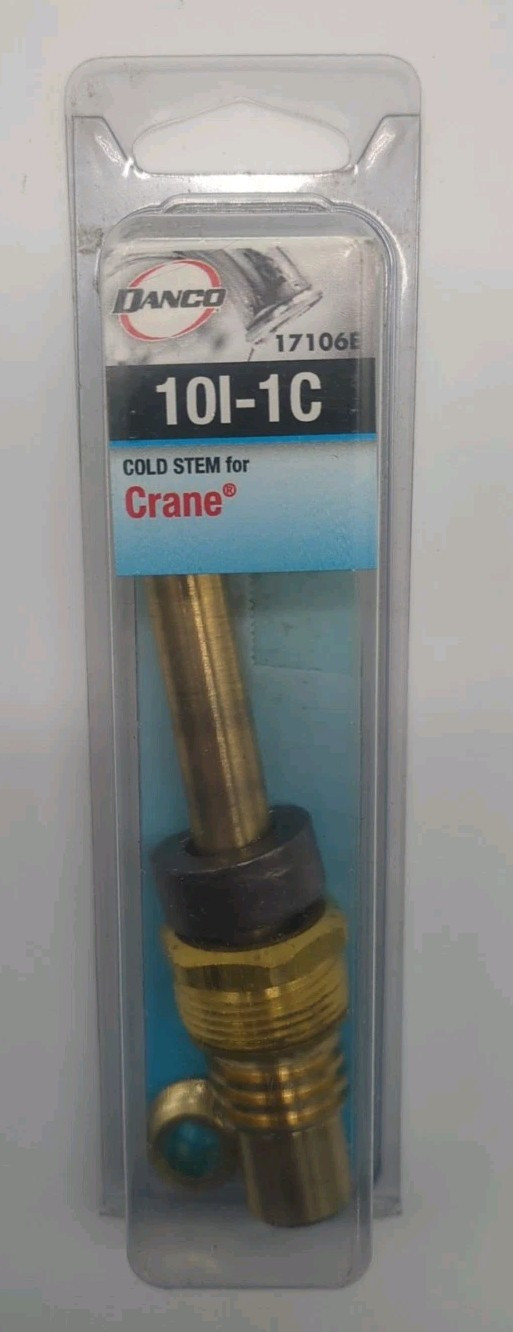 DANCO
17106E
10I-1C
COLD STEM for
Crane®